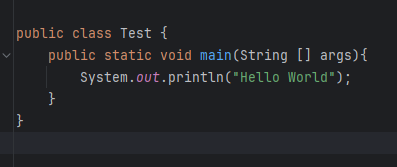 public class Test {
    public static void main(String [] args){
        System.out.println("Hello World");
    }
}